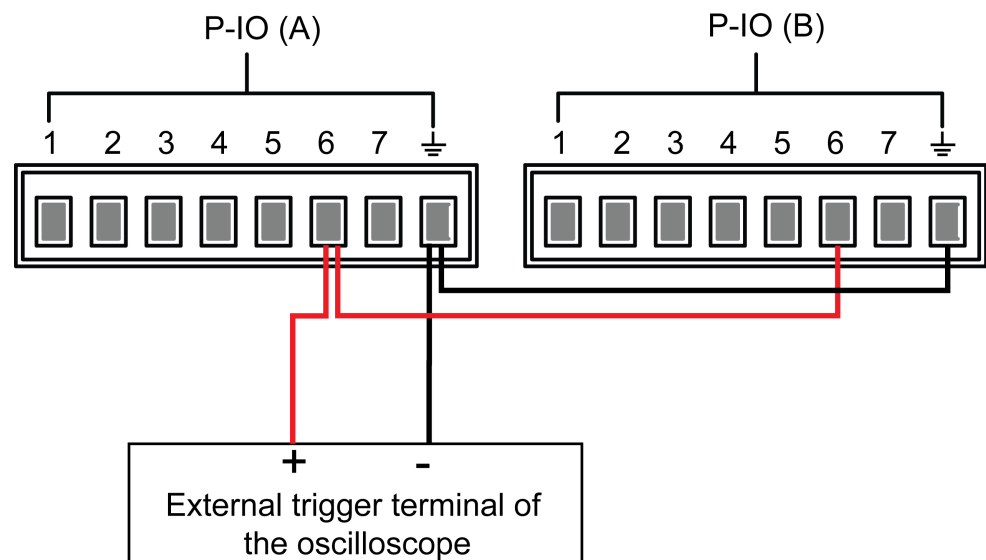 P-IO (A)
P-IO (B)
1 2 3 4 5 6 7
1 2 3 4 5 6 7
+ -
External trigger terminal of
the oscilloscope